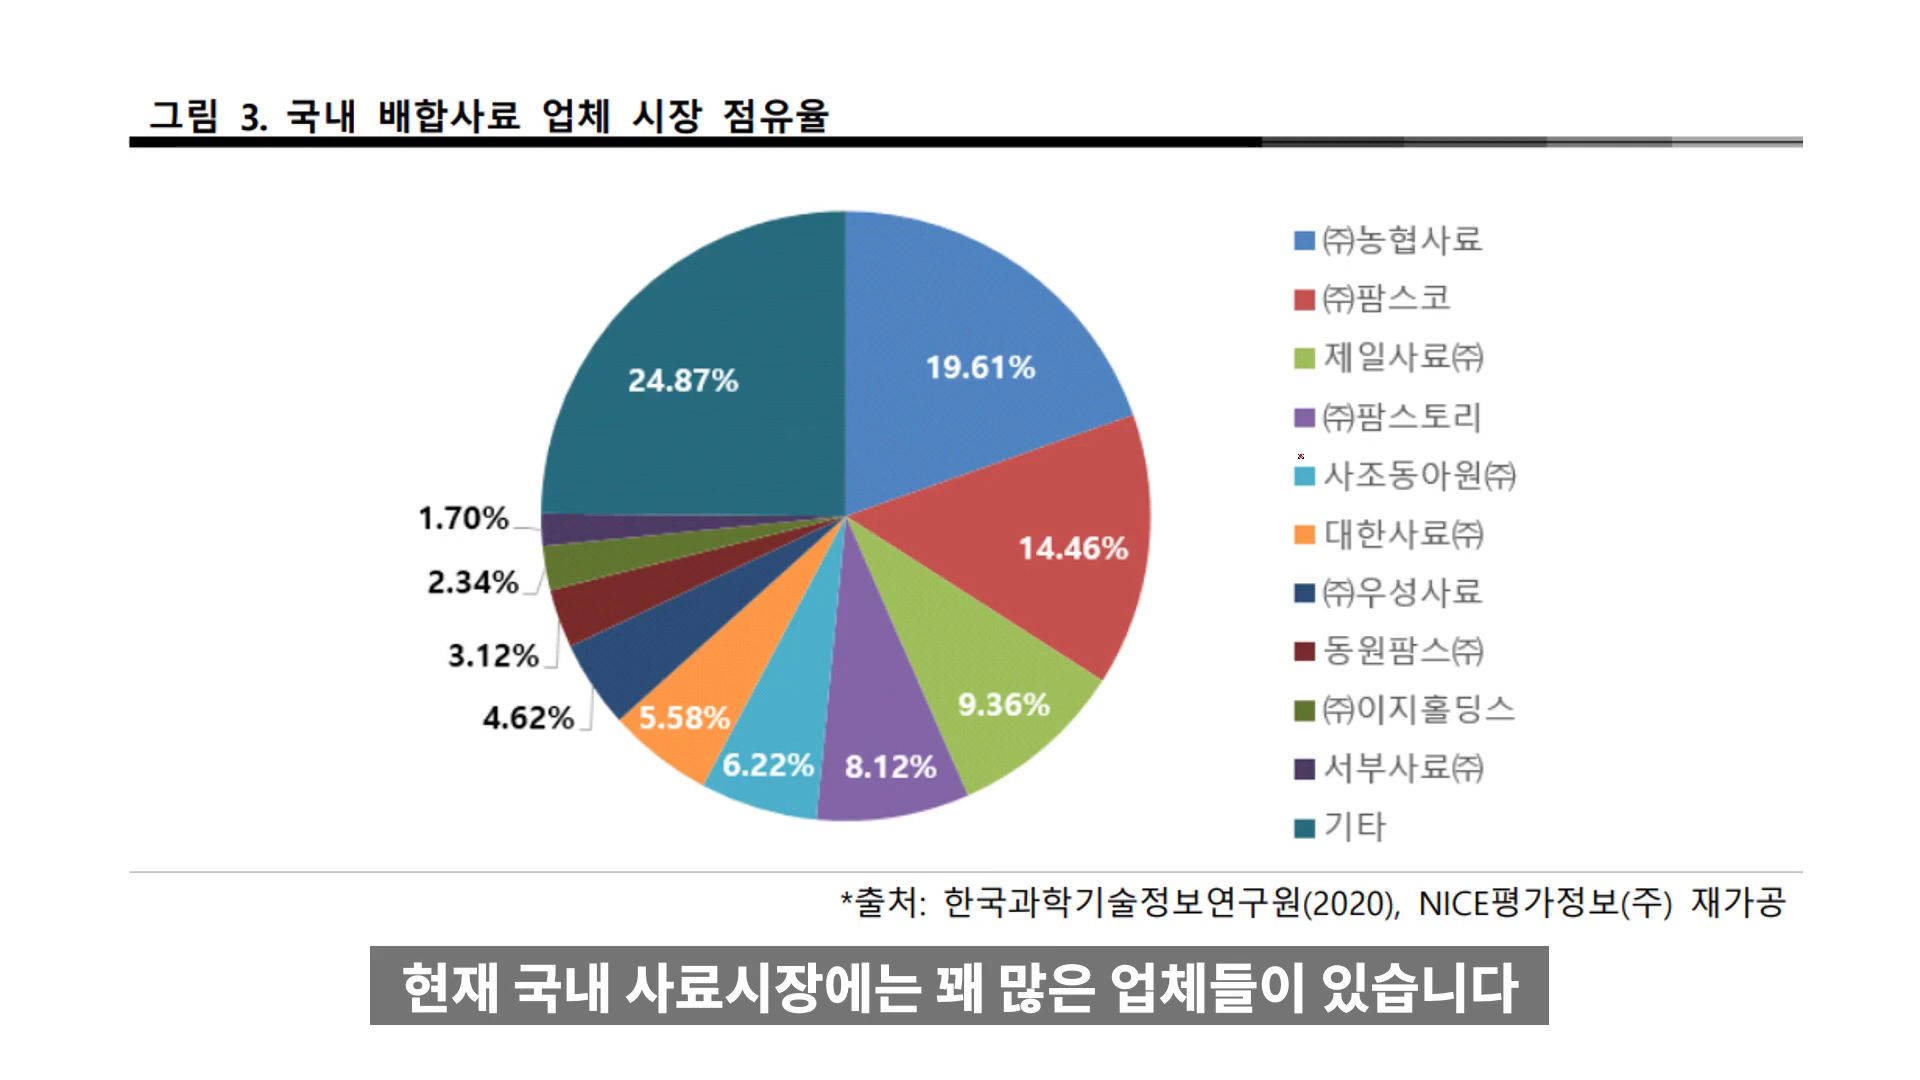 그림 3. 국내 배합사료 업체 시장 점유율
24.87%
19.61%
14.46%
9.36%
8.12%
6.22%
5.58%
4.62%
3.12%
2.34%
1.70%
㈜농협사료
㈜팜스코
제일사료㈜
㈜팜스토리
사조동아원㈜
대한사료㈜
㈜우성사료
동원팜스㈜
㈜이지홀딩스
서부사료㈜
기타
*출처: 한국과학기술정보연구원(2020), NICE평가정보(주) 재가공
현재 국내 사료시장에는 꽤 많은 업체들이 있습니다